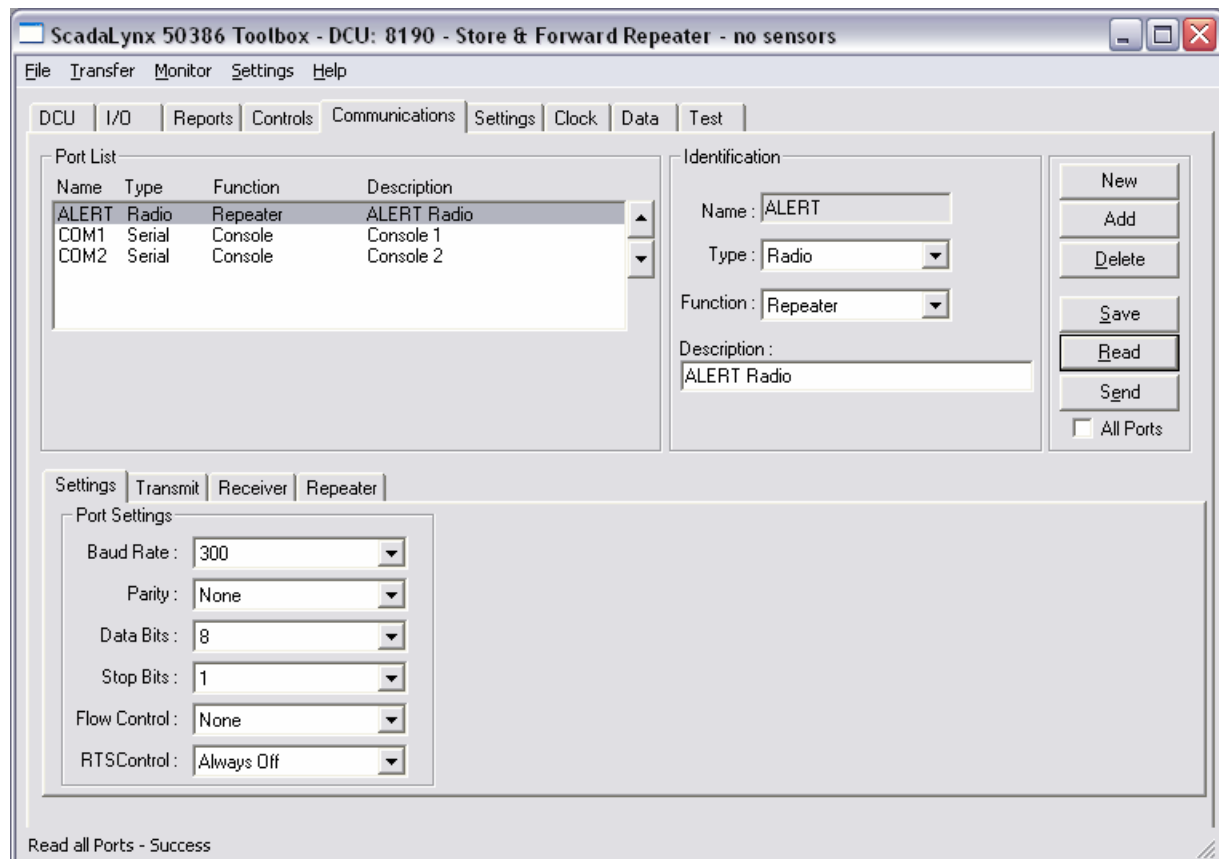 ScadaLynx 50386 Toolbox - DCU: 8190 - Store & Forward Repeater - no sensors
File Transfer Monitor Settings Help
DCU I/O Reports Controls Communications Settings Clock Data Test
Port List
Name Type Function Description
ALERT Radio Repeater ALERT Radio
COM1 Serial Console Console 1
COM2 Serial Console Console 2
Identification
Name : ALERT
Type : Radio
Function : Repeater
Description :
ALERT Radio
New
Add
Delete
Save
Read
Send
All Ports
Settings Transmit Receiver Repeater
Port Settings
Baud Rate : 300
Parity : None
Data Bits : 8
Stop Bits : 1
Flow Control : None
RTSControl : Always Off
Read all Ports - Success